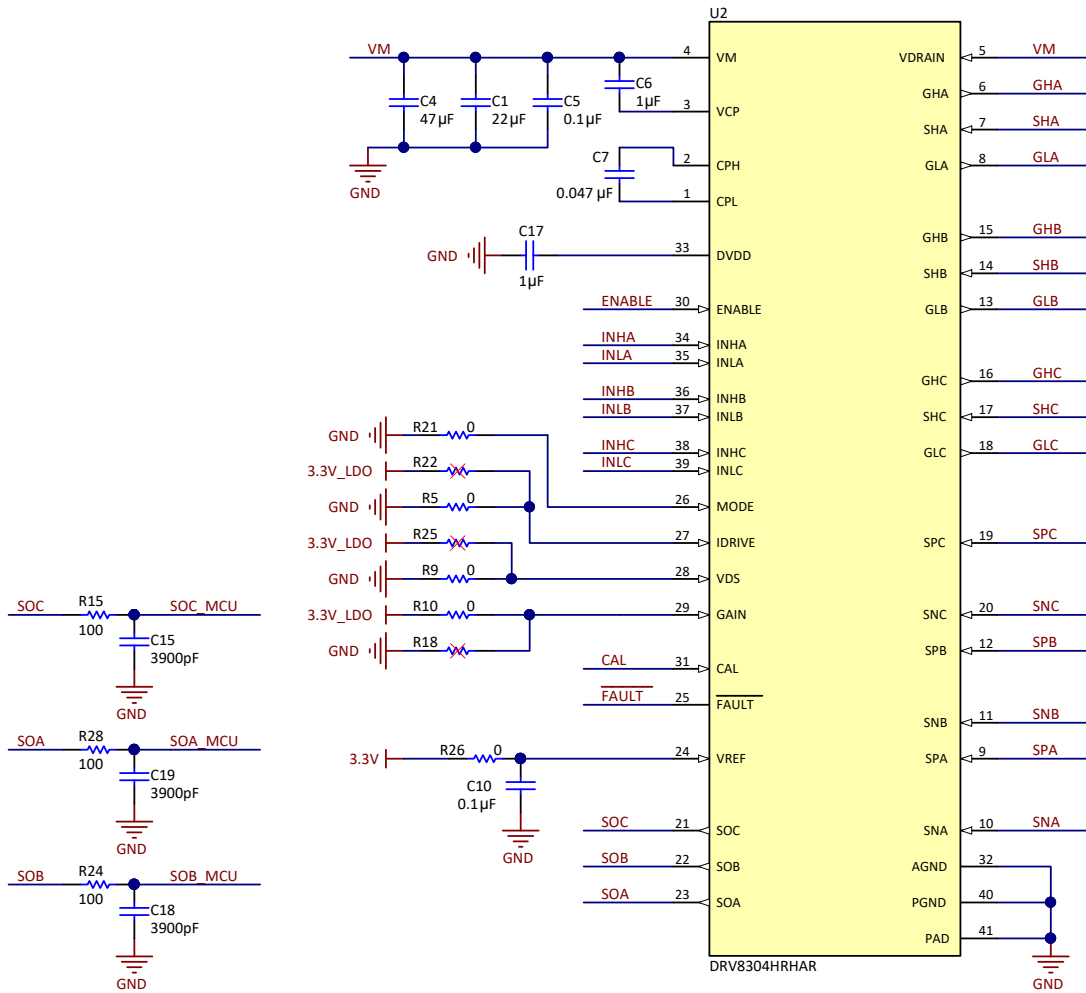 U2
VM 4 VM VDRAIN 5 VM
C4 47µF C1 22µF C5 0.1µF C6 1µF
3 VCP GHA 6 GHA
SHA 7 SHA
GND
C7 0.047 µF 2 CPH GLA 8 GLA
1 CPL
GHB 15 GHB
GND C17 1µF 33 DVDD
SHB 14 SHB
ENABLE 30 ENABLE GLB 13 GLB
INHA 34 INHA
INLA 35 INLA
GHC 16 GHC
INHB 36 INHB
INLB 37 INLB SHC 17 SHC
GND R21 0
INHC 38 INHC GLC 18 GLC
3.3V_LDO R22 INLC 39 INLC
GND R5 0 26 MODE
3.3V_LDO R25 27 IDRIVE SPC 19 SPC
GND R9 0 28 VDS
3.3V_LDO R10 0 29 GAIN SNC 20 SNC
GND R18 SPB 12 SPB
CAL 31 CAL
FAULT 25 FAULT SNB 11 SNB
3.3V R26 0 24 VREF SPA 9 SPA
C10 0.1µF
GND
SOC 21 SOC SNA 10 SNA
SOB 22 SOB AGND 32
SOA 23 SOA PGND 40
PAD 41
GND
DRV8304HRHAR
SOC R15 100 SOC_MCU
C15
3900pF
GND
SOA R28 100 SOA_MCU
C19
3900pF
GND
SOB R24 100 SOB_MCU
C18
3900pF
GND